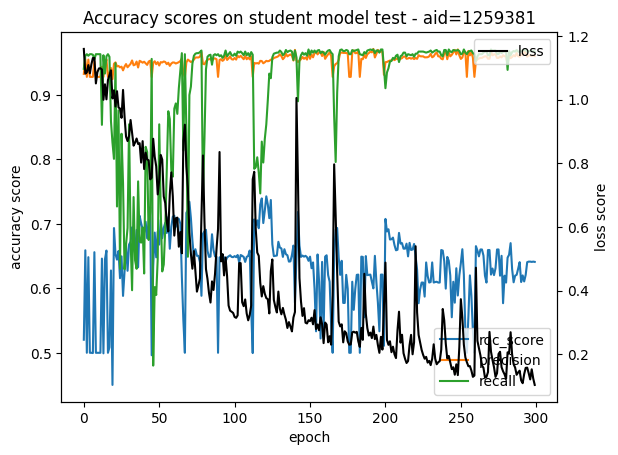 Accuracy scores on student model test - aid=1259381
loss
1.2
1.0
0.8
0.6
0.4
0.2
loss score
0.9
0.8
0.7
0.6
0.5
accuracy score
roc_score
precision
recall
0
50
100
150
200
250
300
epoch